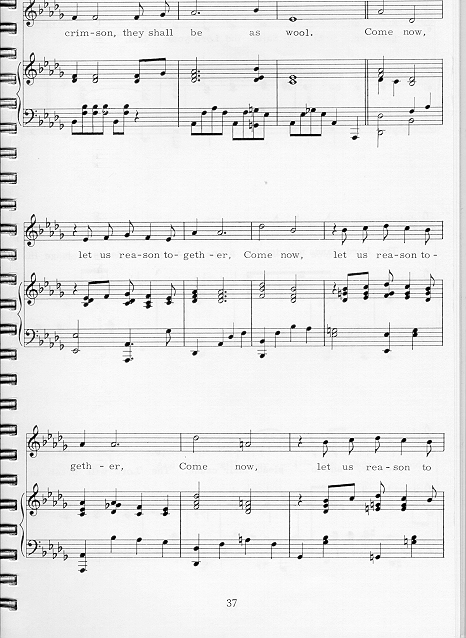 crim-son, they shall be as wool. Come now,
let us rea-son to-geth-er, Come now, let us rea-son to-
geth-er, Come now, let us rea-son to
37